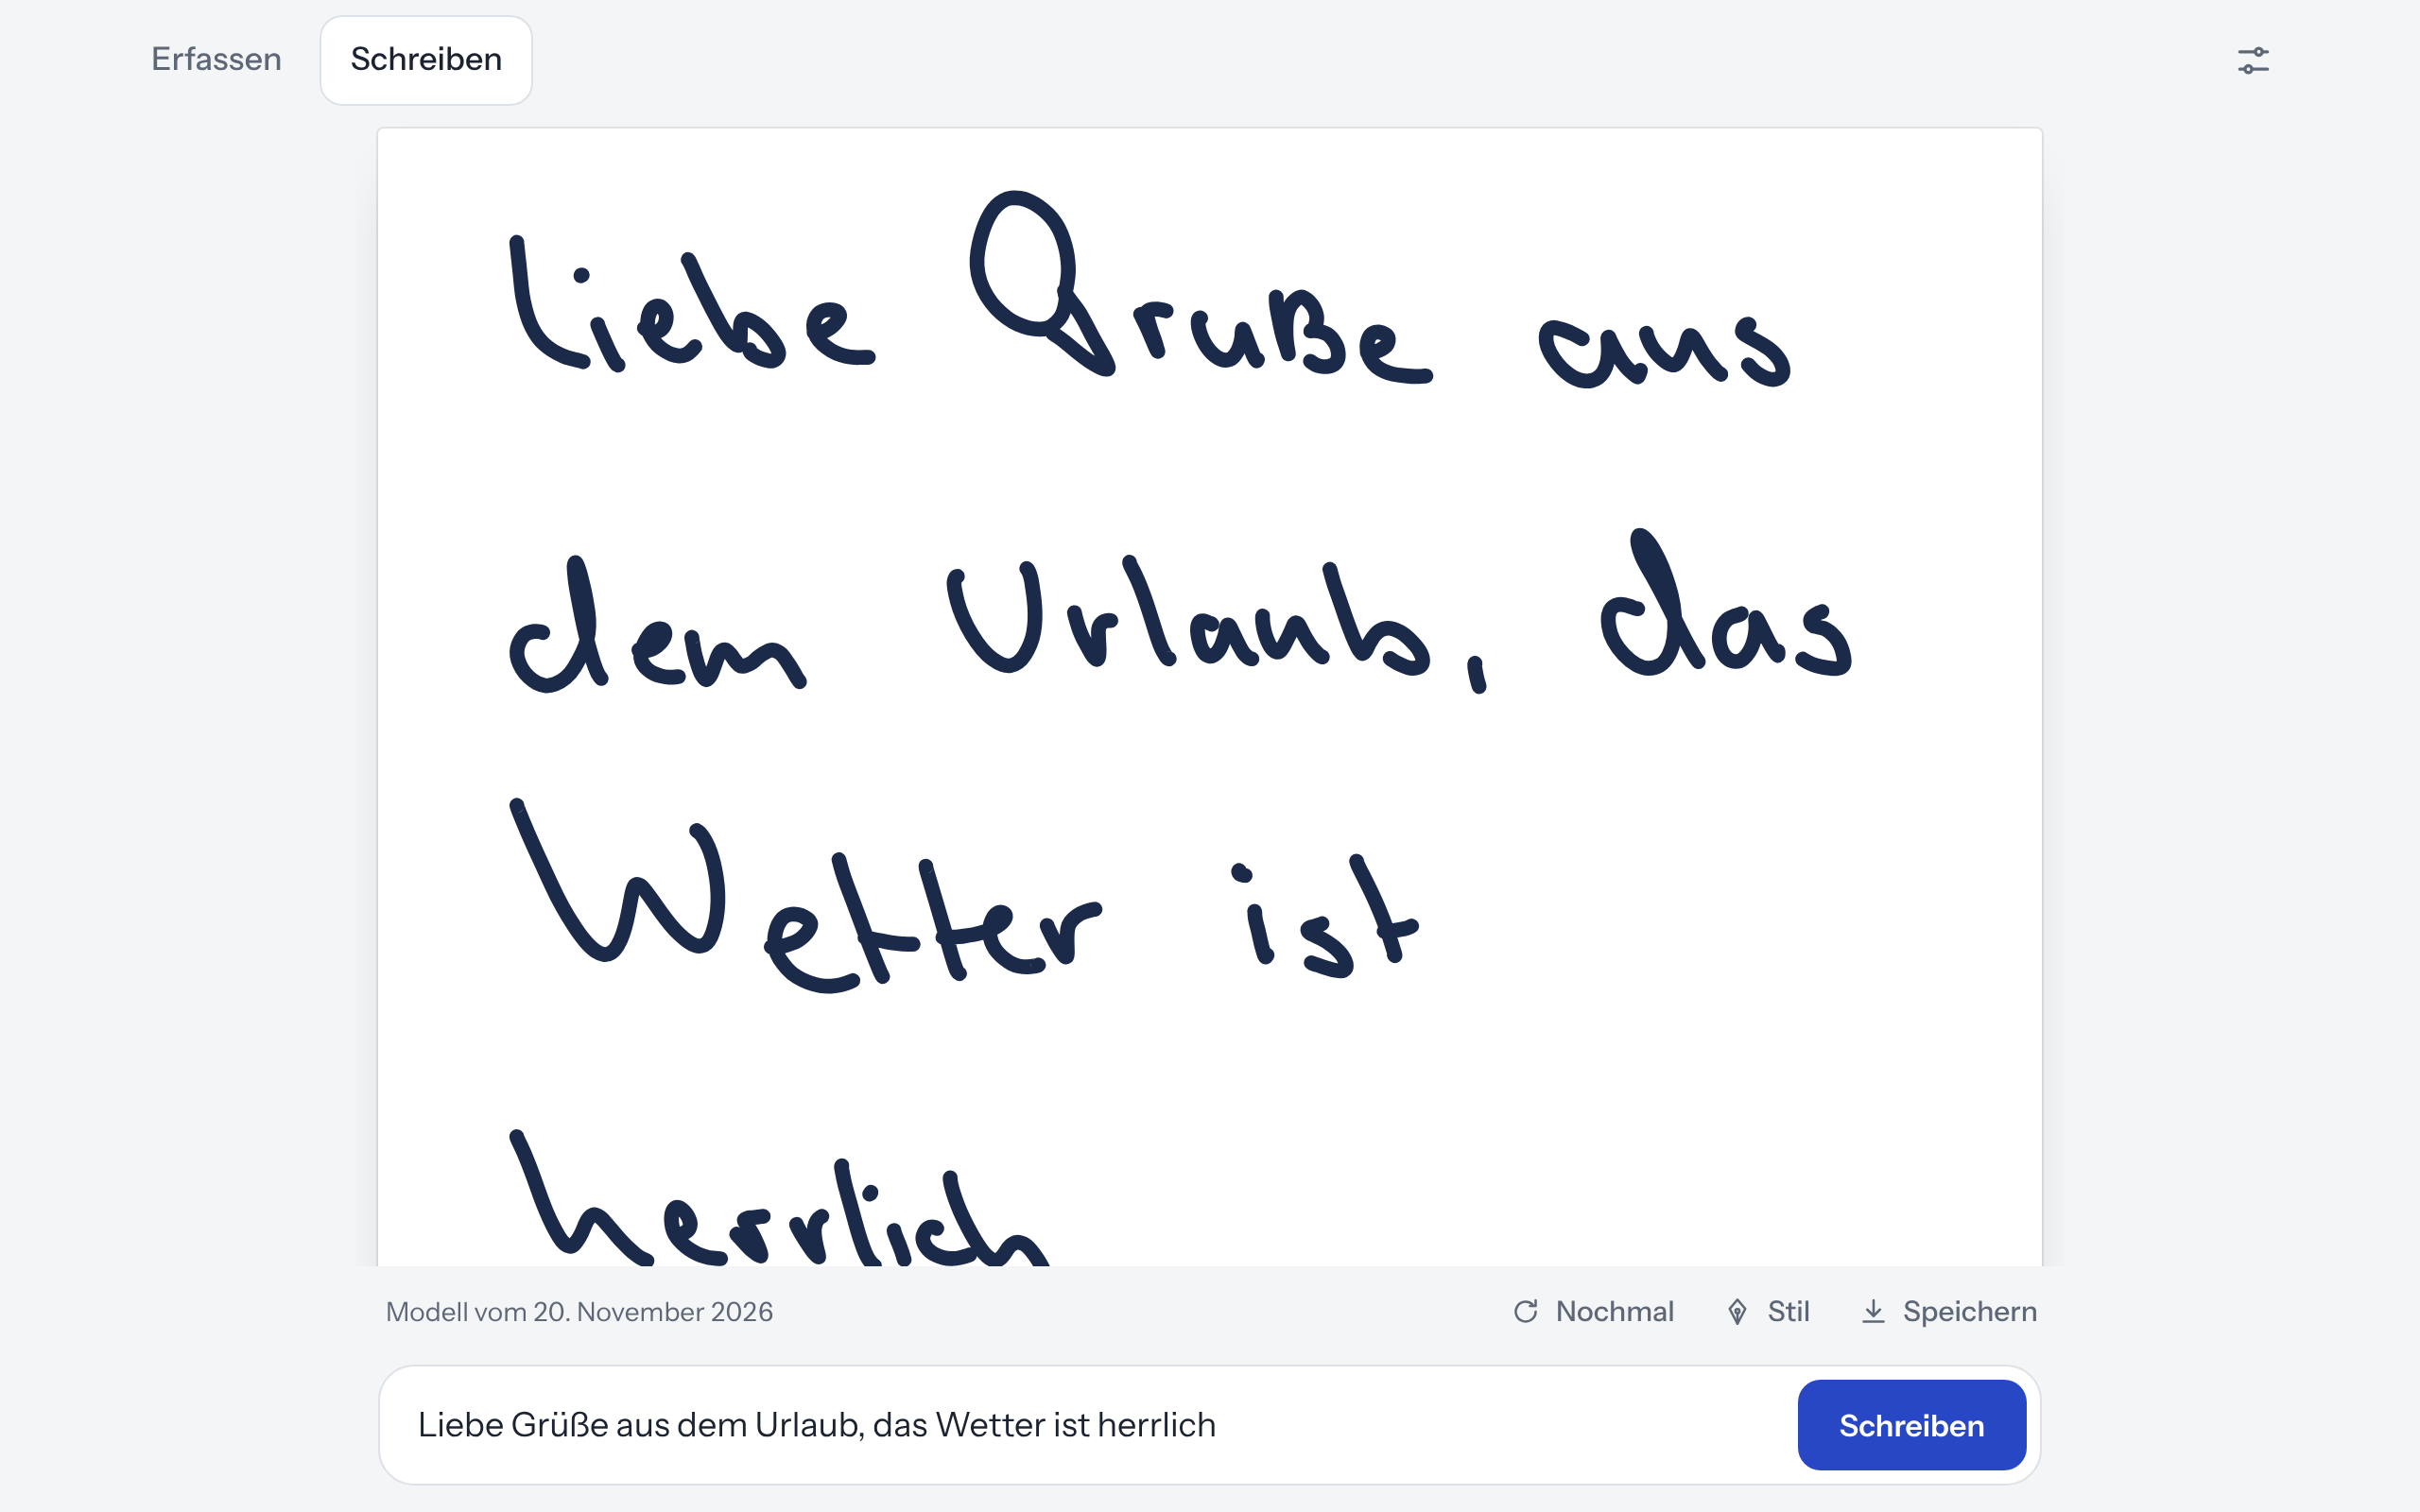 Erfassen Schreiben
Liebe Qruße aus
dem Urlaub, das
Wetter ist
herrlich
Modell vom 20. November 2026 Nochmal Stil Speichern
Liebe Grüße aus dem Urlaub, das Wetter ist herrlich Schreiben